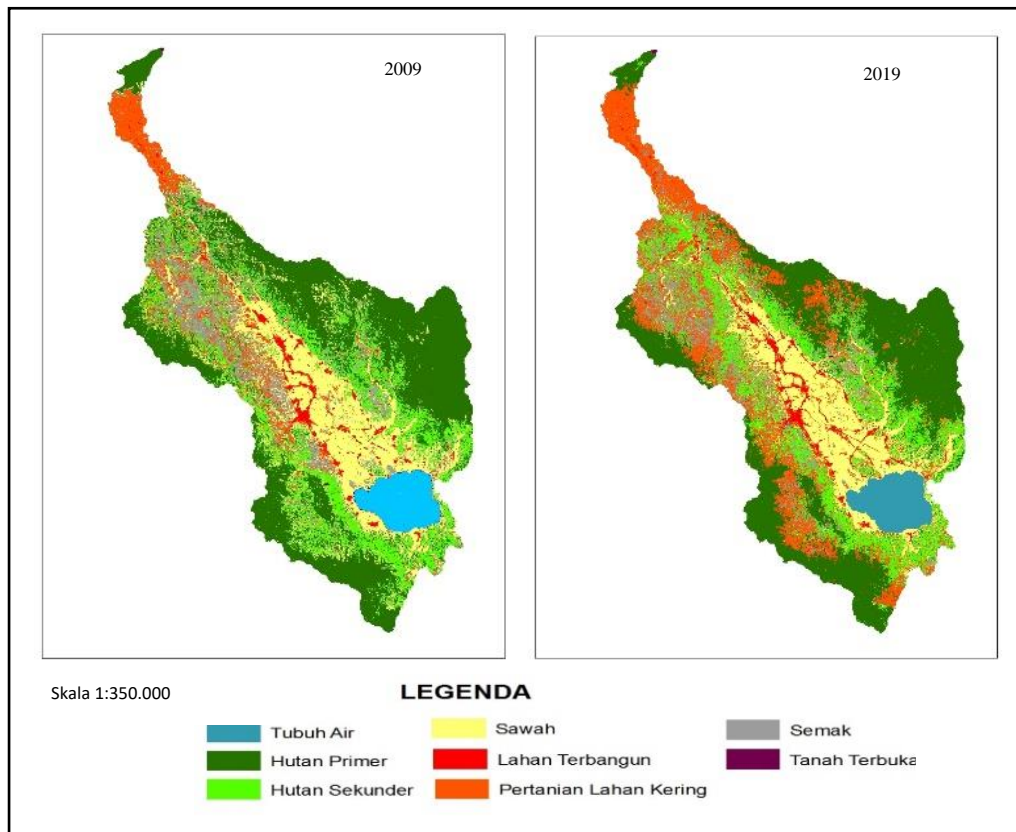 2009
2019
Skala 1:350.000
LEGENDA
Tubuh Air
Sawah
Semak
Hutan Primer
Lahan Terbangun
Tanah Terbuka
Hutan Sekunder
Pertanian Lahan Kering